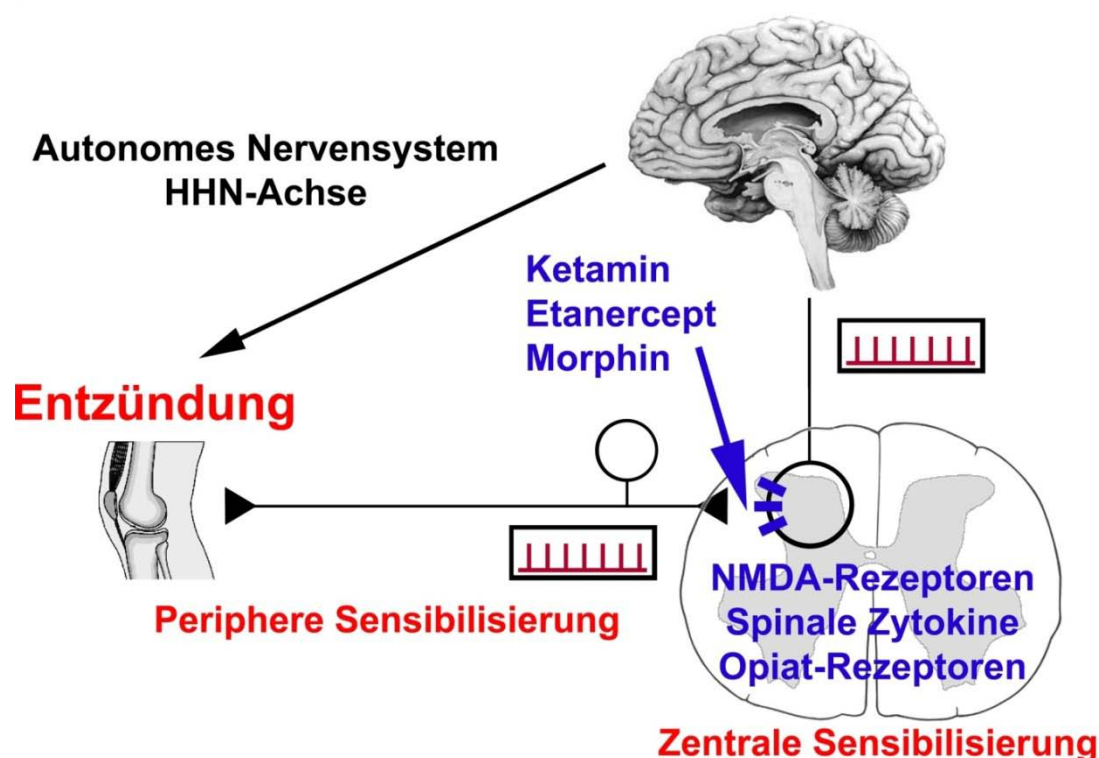 Autonomes Nervensystem
HHN-Achse
Ketamin
Etanercept
Morphin
Entzündung
Periphere Sensibilisierung
NMDA-Rezeptoren
Spinale Zytokine
Opiat-Rezeptoren
Zentrale Sensibilisierung